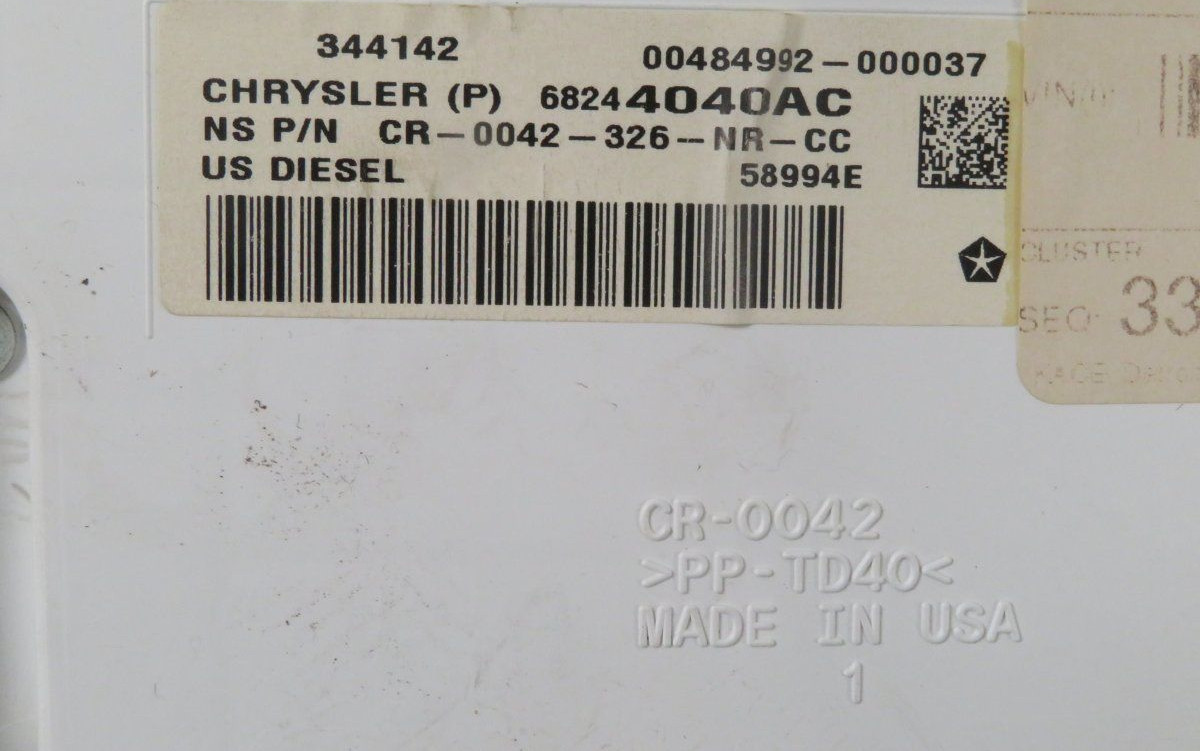 344142
00484992-000037
CHRYSLER (P) 68244040AC
NS P/N CR-0042-326-NR-CC
US DIESEL
58994E
CLUSTER
SEQ 33
CR-0042
>PP-TD40<
MADE IN USA
1